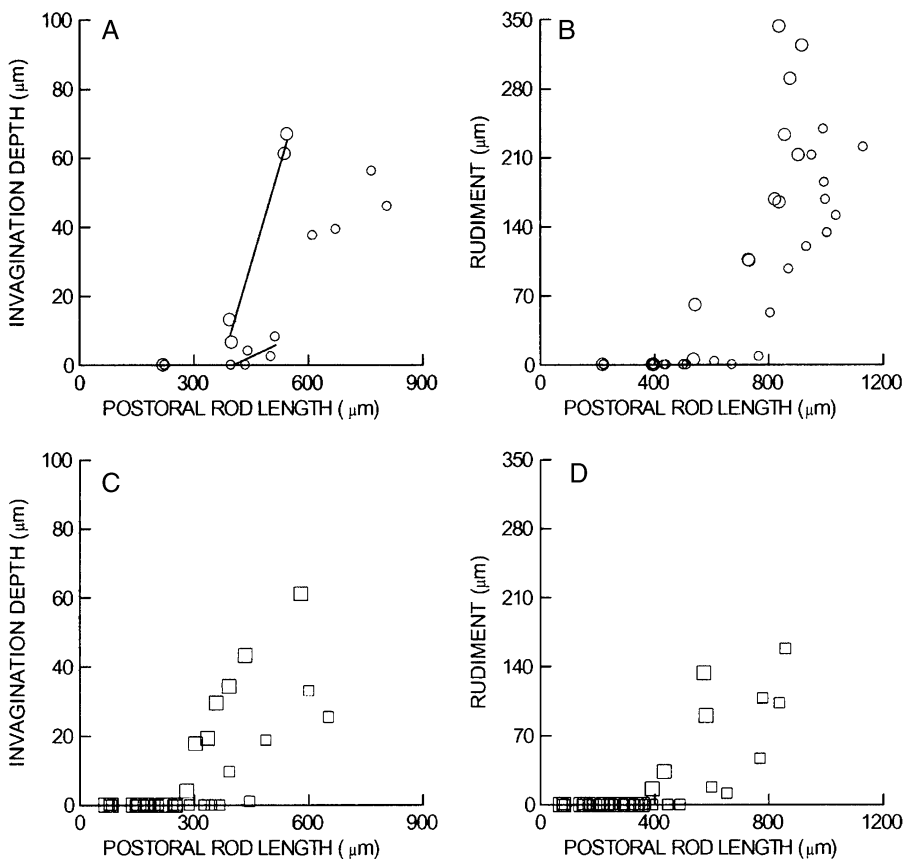 A
INVAGINATION DEPTH (μm)
100
80
60
40
20
0
0 300 600 900
POSTORAL ROD LENGTH ( μm)
B
RUDIMENT (μm)
350
280
210
140
70
0
0 400 800 1200
POSTORAL ROD LENGTH ( μm)
C
INVAGINATION DEPTH (μm)
100
80
60
40
20
0
0 300 600 900
POSTORAL ROD LENGTH ( μm)
D
RUDIMENT (μm)
350
280
210
140
70
0
0 400 800 1200
POSTORAL ROD LENGTH ( μm)